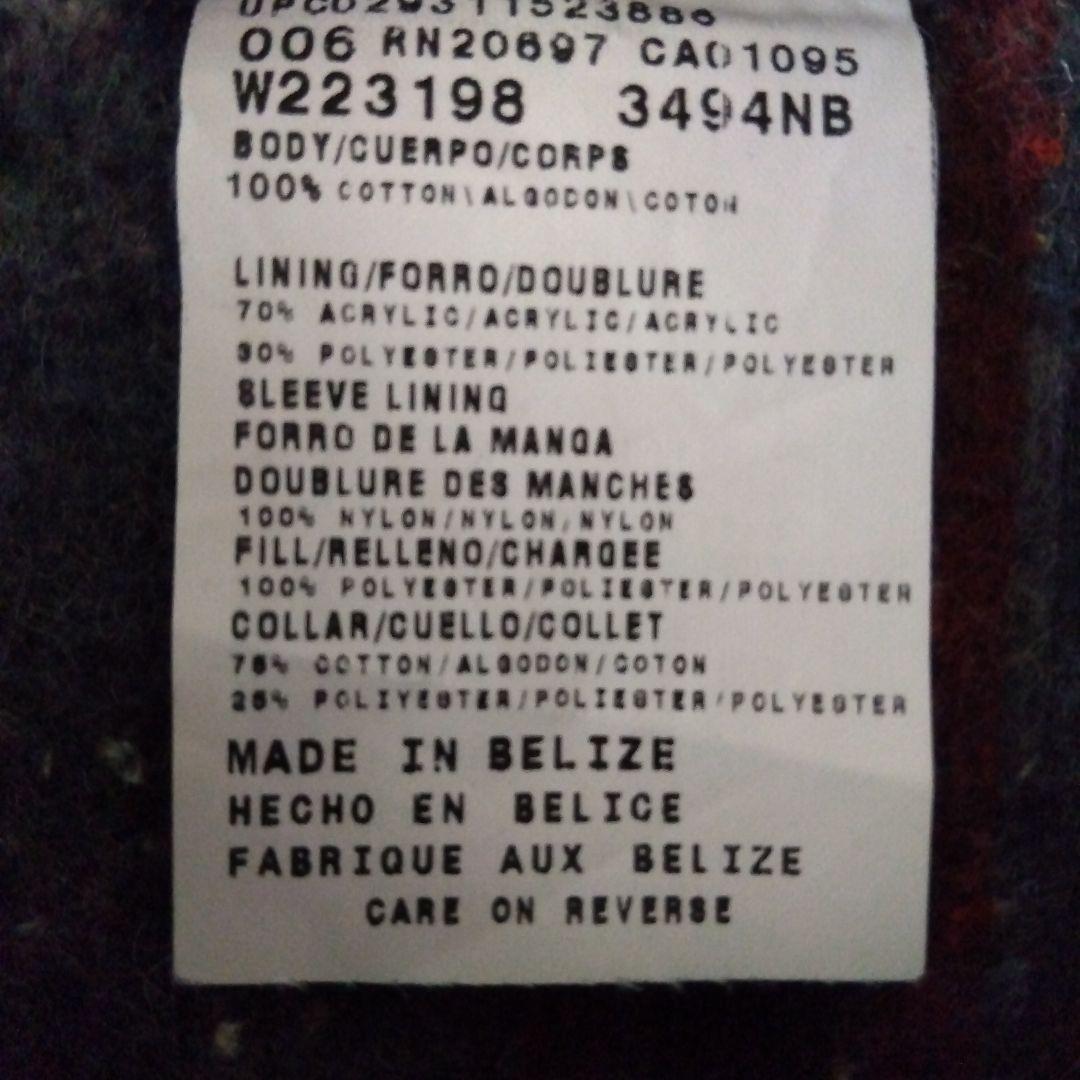 006 RN20697 CA01095
W223198 3494NB
BODY/CUERPO/CORPS
100% COTTON\ALGODON\COTON
LINING/FORRO/DOUBLURE
70% ACRYLIC/ACRYLIC/ACRYLIC
30% POLYESTER/POLIESTER/POLYESTER
SLEEVE LINING
FORRO DE LA MANGA
DOUBLURE DES MANCHES
100% NYLON/NYLON/NYLON
FILL/RELLENO/CHARGEE
100% POLYESTER/POLIESTER/POLYESTER
COLLAR/CUELLO/COLLET
75% COTTON/ALGODON/COTON
25% POLIYESTER/POLIESTER/POLYESTER
MADE IN BELIZE
HECHO EN BELICE
FABRIQUE AUX BELIZE
CARE ON REVERSE